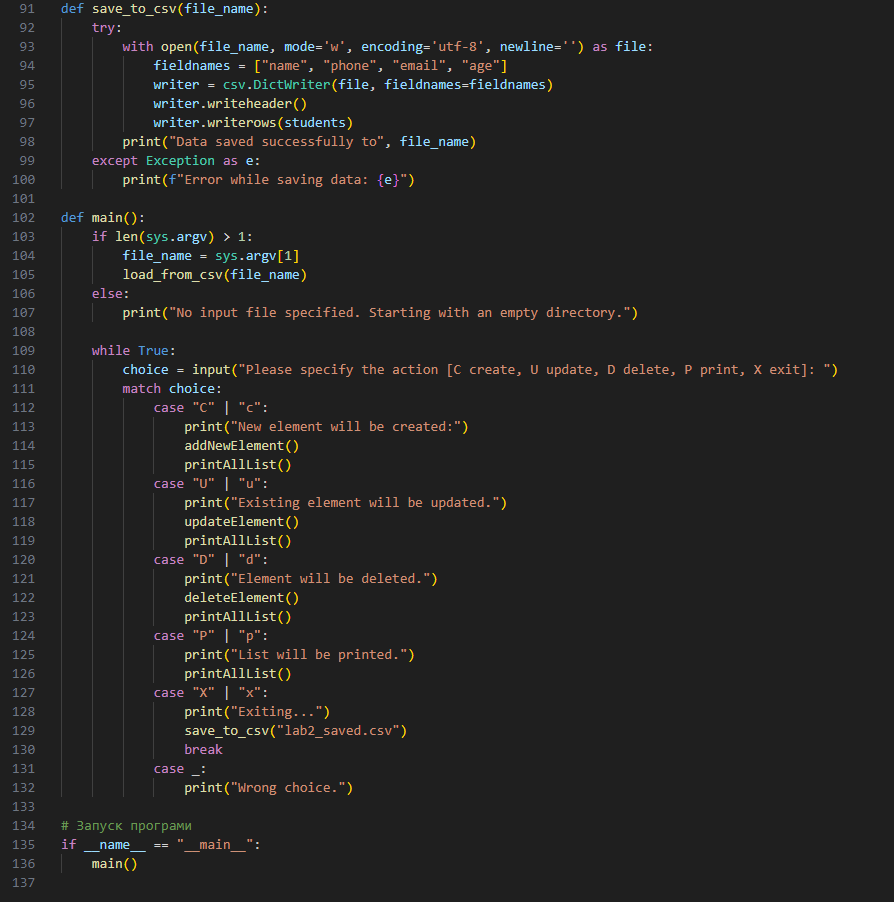 91 def save_to_csv(file_name):
92     try:
93         with open(file_name, mode='w', encoding='utf-8', newline='') as file:
94             fieldnames = ["name", "phone", "email", "age"]
95             writer = csv.DictWriter(file, fieldnames=fieldnames)
96             writer.writeheader()
97             writer.writerows(students)
98         print("Data saved successfully to", file_name)
99     except Exception as e:
100         print(f"Error while saving data: {e}")
101
102 def main():
103     if len(sys.argv) > 1:
104         file_name = sys.argv[1]
105         load_from_csv(file_name)
106     else:
107         print("No input file specified. Starting with an empty directory.")
108
109     while True:
110         choice = input("Please specify the action [C create, U update, D delete, P print, X exit]: ")
111         match choice:
112             case "C" | "c":
113                 print("New element will be created:")
114                 addNewElement()
115                 printAllList()
116             case "U" | "u":
117                 print("Existing element will be updated.")
118                 updateElement()
119                 printAllList()
120             case "D" | "d":
121                 print("Element will be deleted.")
122                 deleteElement()
123                 printAllList()
124             case "P" | "p":
125                 print("List will be printed.")
126                 printAllList()
127             case "X" | "x":
128                 print("Exiting...")
129                 save_to_csv("lab2_saved.csv")
130                 break
131             case _:
132                 print("Wrong choice.")
133
134 # Запуск програми
135 if __name__ == "__main__":
136     main()
137